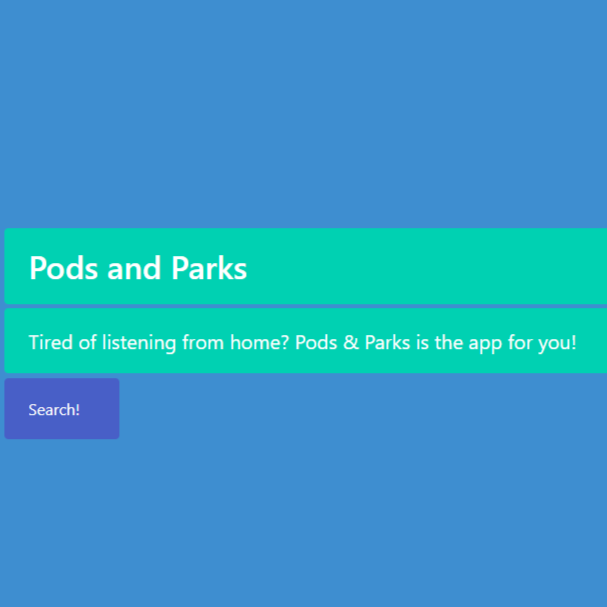 Pods and Parks
Tired of listening from home? Pods & Parks is the app for you!
Search!